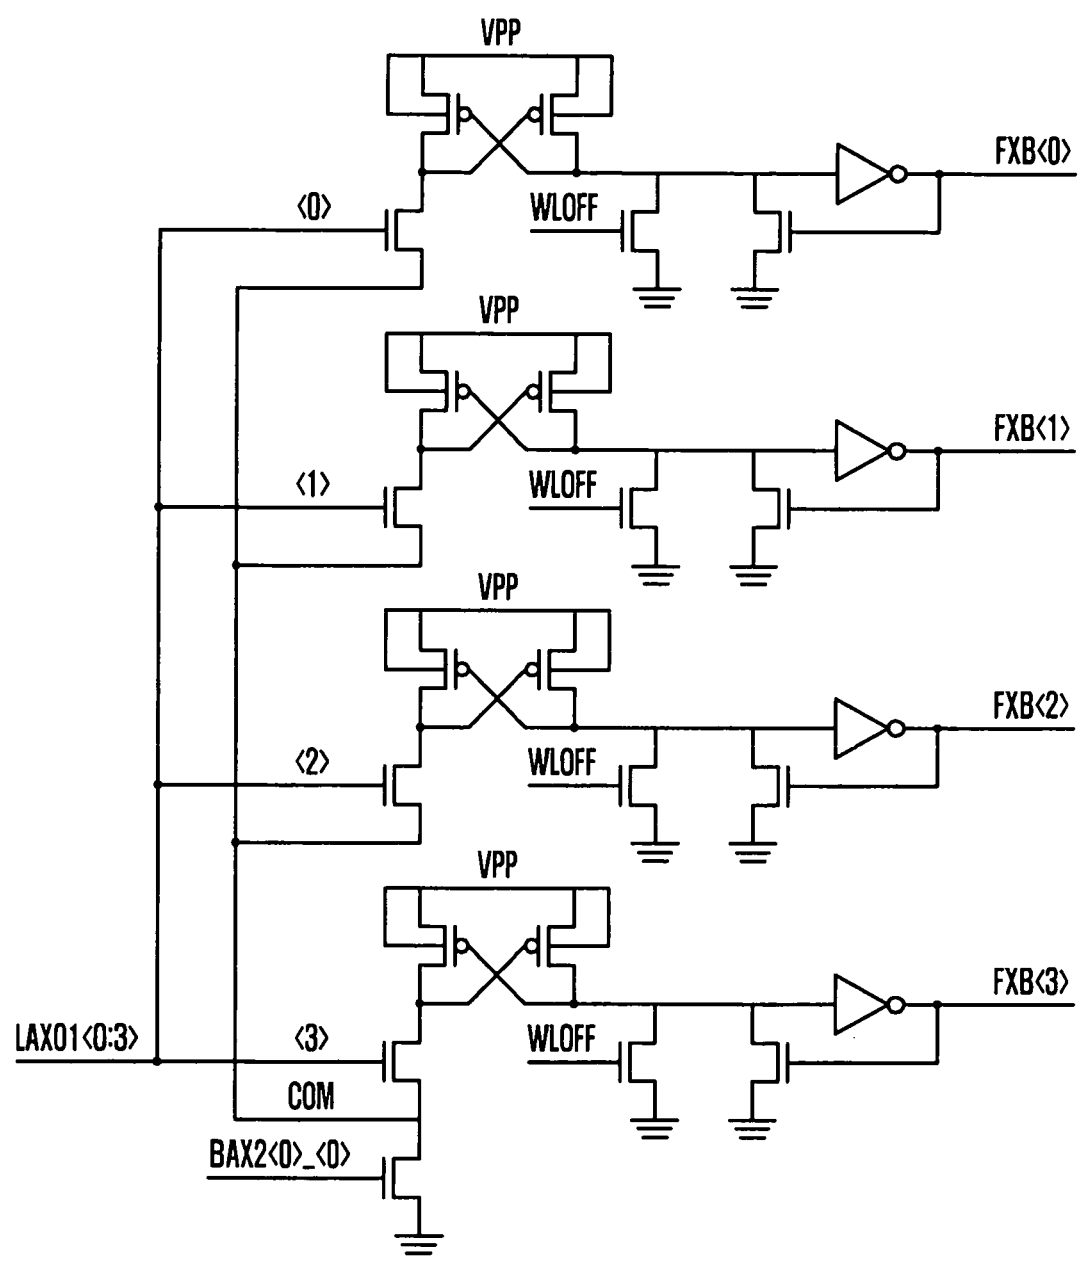 VPP
FXB<0>
<0>
WLOFF
VPP
FXB<1>
<1>
WLOFF
VPP
FXB<2>
<2>
WLOFF
VPP
FXB<3>
LAX01<0:3>
<3>
WLOFF
COM
BAX2<0>_<0>